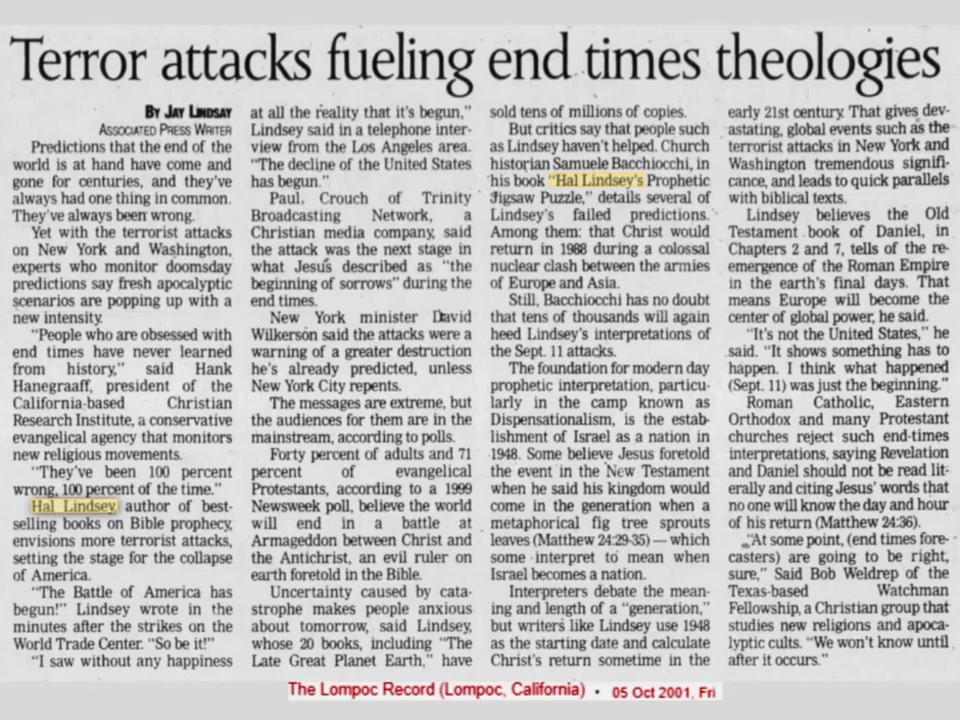 Terror attacks fueling end times theologies
BY JAY LINDSAY
ASSOCIATED PRESS WRITER
Predictions that the end of the
world is at hand have come and
gone for centuries, and they've
always had one thing in common.
They've always been wrong.
Yet with the terrorist attacks
on New York and Washington,
experts who monitor doomsday
predictions say fresh apocalyptic
scenarios are popping up with a
new intensity.
"People who are obsessed with
end times have never learned
from history," said Hank
Hanegraaff, president of the
California-based Christian
Research Institute, a conservative
evangelical agency that monitors
new religious movements.
"They've been 100 percent
wrong, 100 percent of the time."
Hal Lindsey, author of best-
selling books on Bible prophecy,
envisions more terrorist attacks,
setting the stage for the collapse
of America.
"The Battle of America has
begun!" Lindsey wrote in the
minutes after the strikes on the
World Trade Center. "So be it!"
"I saw without any happiness
at all the reality that it's begun,"
Lindsey said in a telephone inter-
view from the Los Angeles area.
"The decline of the United States
has begun."
Paul Crouch of Trinity
Broadcasting Network, a
Christian media company, said
the attack was the next stage in
what Jesus described as "the
beginning of sorrows" during the
end times.
New York minister David
Wilkerson said the attacks were a
warning of a greater destruction
he's already predicted, unless
New York City repents.
The messages are extreme, but
the audiences for them are in the
mainstream, according to polls.
Forty percent of adults and 71
percent of evangelical
Protestants, according to a 1999
Newsweek poll, believe the world
will end in a battle at
Armageddon between Christ and
the Antichrist, an evil ruler on
earth foretold in the Bible.
Uncertainty caused by cata-
strophe makes people anxious
about tomorrow, said Lindsey,
whose 20 books, including "The
Late Great Planet Earth," have
sold tens of millions of copies.
But critics say that people such
as Lindsey haven't helped. Church
historian Samuele Bacchiocchi, in
his book "Hal Lindsey's Prophetic
Jigsaw Puzzle," details several of
Lindsey's failed predictions.
Among them: that Christ would
return in 1988 during a colossal
nuclear clash between the armies
of Europe and Asia.
Still, Bacchiocchi has no doubt
that tens of thousands will again
heed Lindsey's interpretations of
the Sept. 11 attacks.
The foundation for modern day
prophetic interpretation, particu-
larly in the camp known as
Dispensationalism, is the estab-
lishment of Israel as a nation in
1948. Some believe Jesus foretold
the event in the New Testament
when he said his kingdom would
come in the generation when a
metaphorical fig tree sprouts
leaves (Matthew 24:29-35) — which
some interpret to mean when
Israel becomes a nation.
Interpreters debate the mean-
ing and length of a "generation,"
but writers like Lindsey use 1948
as the starting date and calculate
Christ's return sometime in the
early 21st century. That gives dev-
astating, global events such as the
terrorist attacks in New York and
Washington tremendous signifi-
cance, and leads to quick parallels
with biblical texts.
Lindsey believes the Old
Testament book of Daniel, in
Chapters 2 and 7, tells of the re-
emergence of the Roman Empire
in the earth's final days. That
means Europe will become the
center of global power, he said.
"It's not the United States," he
said. "It shows something has to
happen. I think what happened
(Sept. 11) was just the beginning."
Roman Catholic, Eastern
Orthodox and many Protestant
churches reject such end-times
interpretations, saying Revelation
and Daniel should not be read lit-
erally and citing Jesus' words that
no one will know the day and hour
of his return (Matthew 24:36).
"At some point, (end times fore-
casters) are going to be right,
sure," Said Bob Weldrep of the
Texas-based Watchman
Fellowship, a Christian group that
studies new religions and apoca-
lyptic cults. "We won't know until
after it occurs."
The Lompoc Record (Lompoc, California) · 05 Oct 2001, Fri